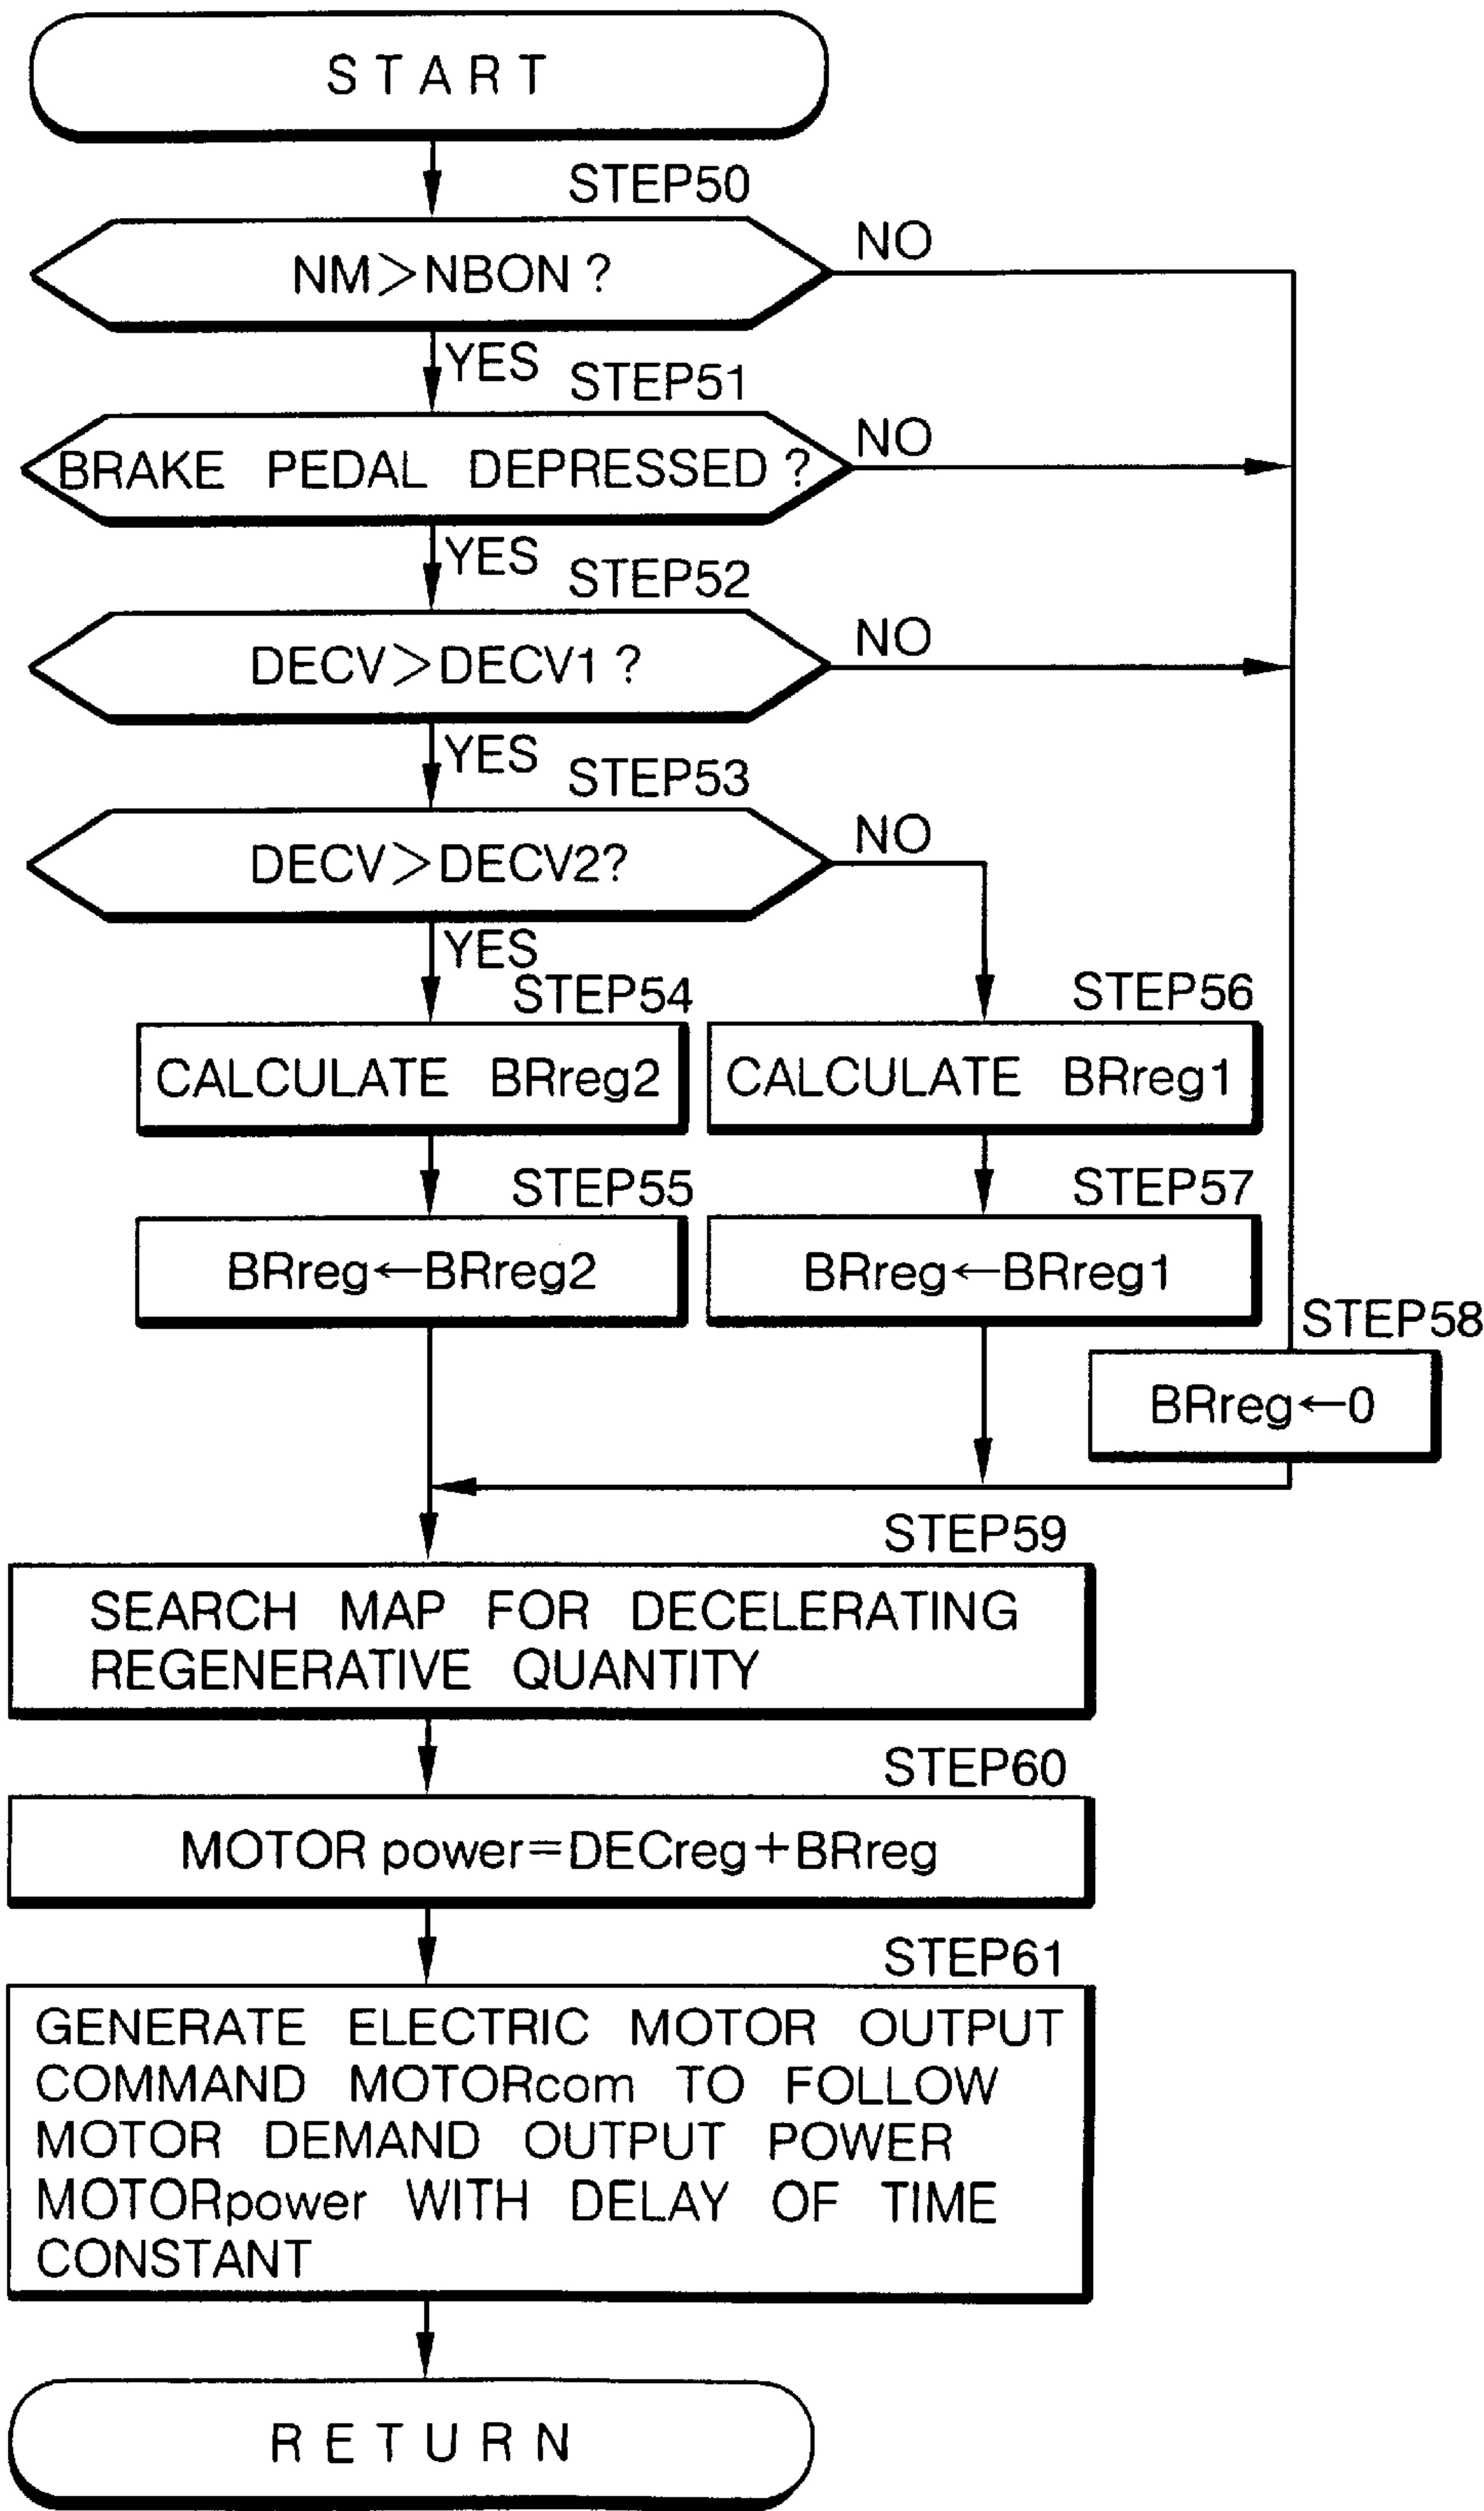 START
STEP50
NM>NBON?
NO
YES
STEP51
BRAKE PEDAL DEPRESSED?
NO
YES
STEP52
DECV>DECV1?
NO
YES
STEP53
DECV>DECV2?
NO
YES
STEP54
STEP56
CALCULATE BRreg2
CALCULATE BRreg1
STEP55
STEP57
BRreg←BRreg2
BRreg←BRreg1
STEP58
BRreg←0
STEP59
SEARCH MAP FOR DECELERATING
REGENERATIVE QUANTITY
STEP60
MOTOR power=DECreg+BRreg
STEP61
GENERATE ELECTRIC MOTOR OUTPUT
COMMAND MOTORcom TO FOLLOW
MOTOR DEMAND OUTPUT POWER
MOTORpower WITH DELAY OF TIME
CONSTANT
RETURN